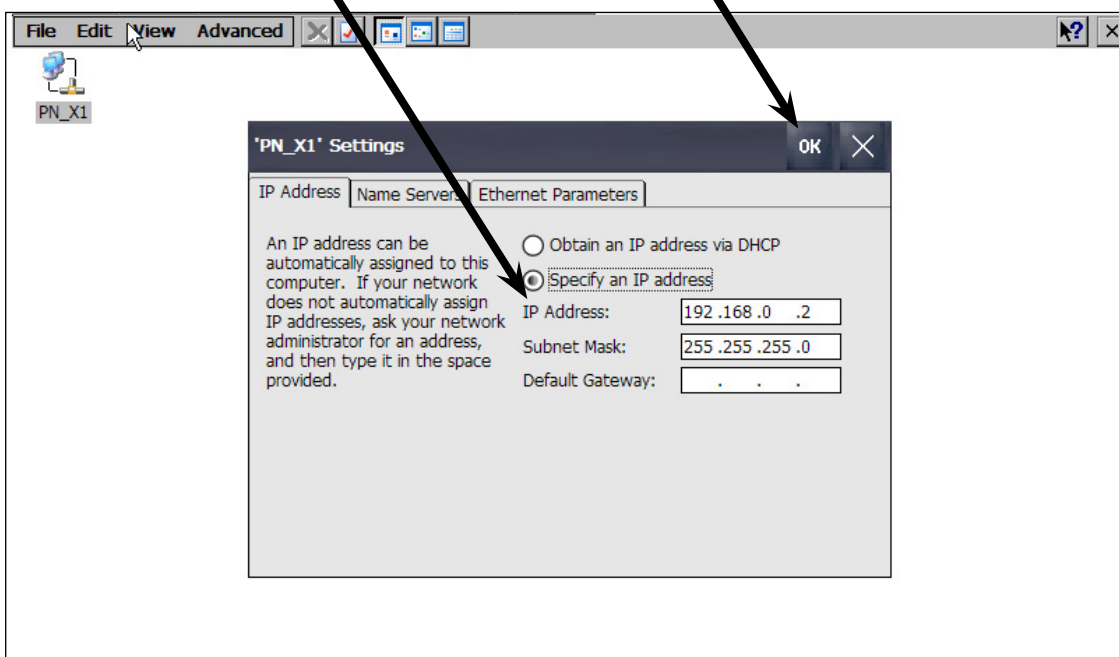 File Edit View Advanced
PN_X1
'PN_X1' Settings OK
IP Address Name Servers Ethernet Parameters
An IP address can be
automatically assigned to this
computer. If your network
does not automatically assign
IP addresses, ask your network
administrator for an address,
and then type it in the space
provided.
Obtain an IP address via DHCP
Specify an IP address
IP Address: 192 .168 .0 .2
Subnet Mask: 255 .255 .255 .0
Default Gateway: . . .